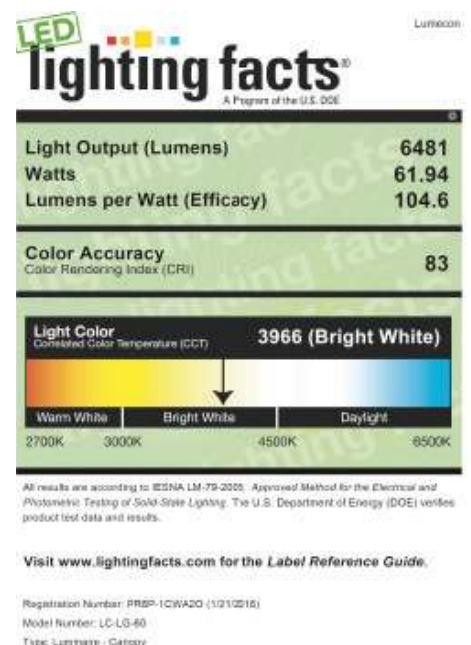 Lumecon
LED
lighting facts®
A Program of the U.S. DOE
Light Output (Lumens) 6481
Watts 61.94
Lumens per Watt (Efficacy) 104.6
Color Accuracy
Color Rendering Index (CRI) 83
Light Color
Correlated Color Temperature (CCT)
3966 (Bright White)
Warm White Bright White Daylight
2700K 3000K 4500K 6500K
All results are according to IESNA LM-79-2008: Approved Method for the Electrical and
Photometric Testing of Solid-State Lighting. The U.S. Department of Energy (DOE) verifies
product test data and results.
Visit www.lightingfacts.com for the Label Reference Guide.
Registration Number: PR8P-1CWA2O (1/21/2016)
Model Number: LC-LG-60
Type: Luminaire - Canopy